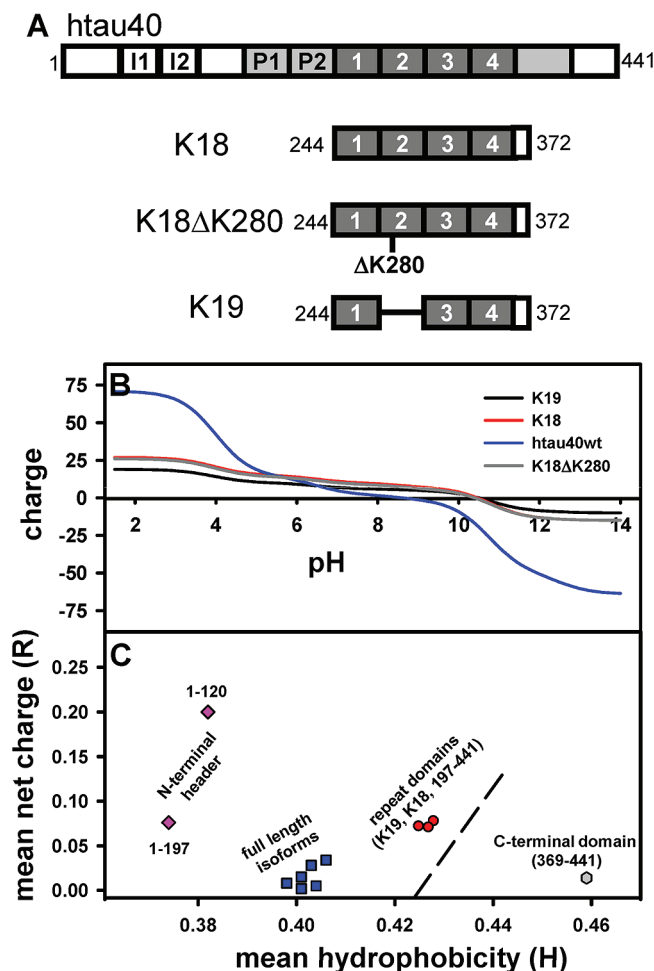 A htau40
1 I1 I2 P1 P2 1 2 3 4 441
K18 244 1 2 3 4 372
K18ΔK280 244 1 2 3 4 372
ΔK280
K19 244 1 3 4 372
B
75
50
25
0
-25
-50
-75
charge
K19
K18
htau40wt
K18ΔK280
2 4 6 8 10 12 14
pH
C
0.25
0.20
0.15
0.10
0.05
0.00
mean net charge (R)
1-120
N-terminal
header
1-197
full length
isoforms
repeat domains
(K19, K18, 197-441)
C-terminal domain
(369-441)
0.38 0.40 0.42 0.44 0.46
mean hydrophobicity (H)